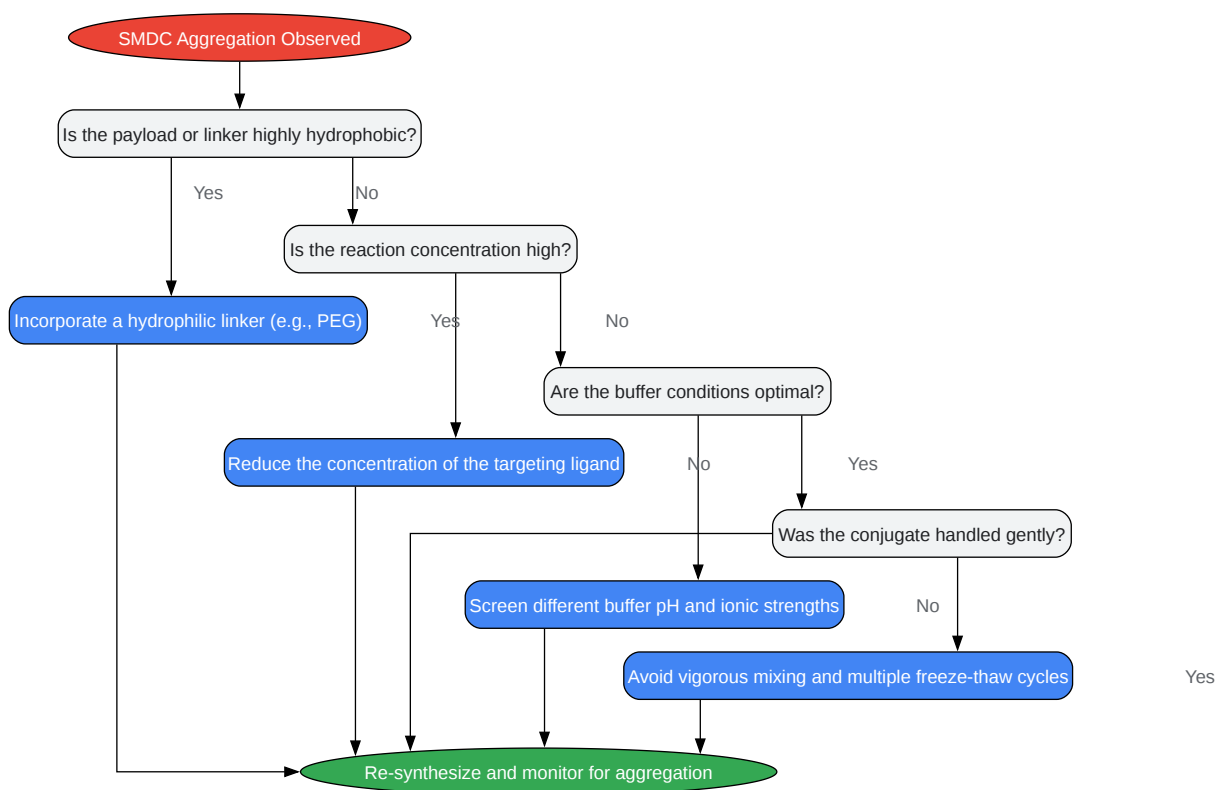 SMDC Aggregation Observed
Is the payload or linker highly hydrophobic?
Yes
No
Is the reaction concentration high?
Incorporate a hydrophilic linker (e.g., PEG)
Yes
No
Are the buffer conditions optimal?
Reduce the concentration of the targeting ligand
No
Yes
Was the conjugate handled gently?
Screen different buffer pH and ionic strengths
No
Avoid vigorous mixing and multiple freeze-thaw cycles
Yes
Re-synthesize and monitor for aggregation